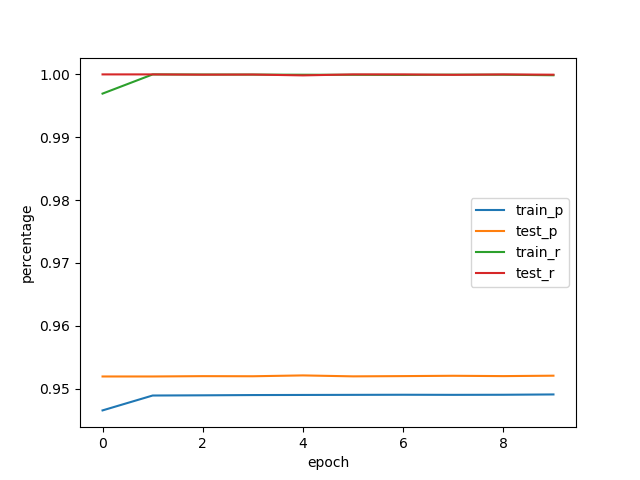 1.00
0.99
0.98
0.97
0.96
0.95
percentage
train_p
test_p
train_r
test_r
0 2 4 6 8
epoch